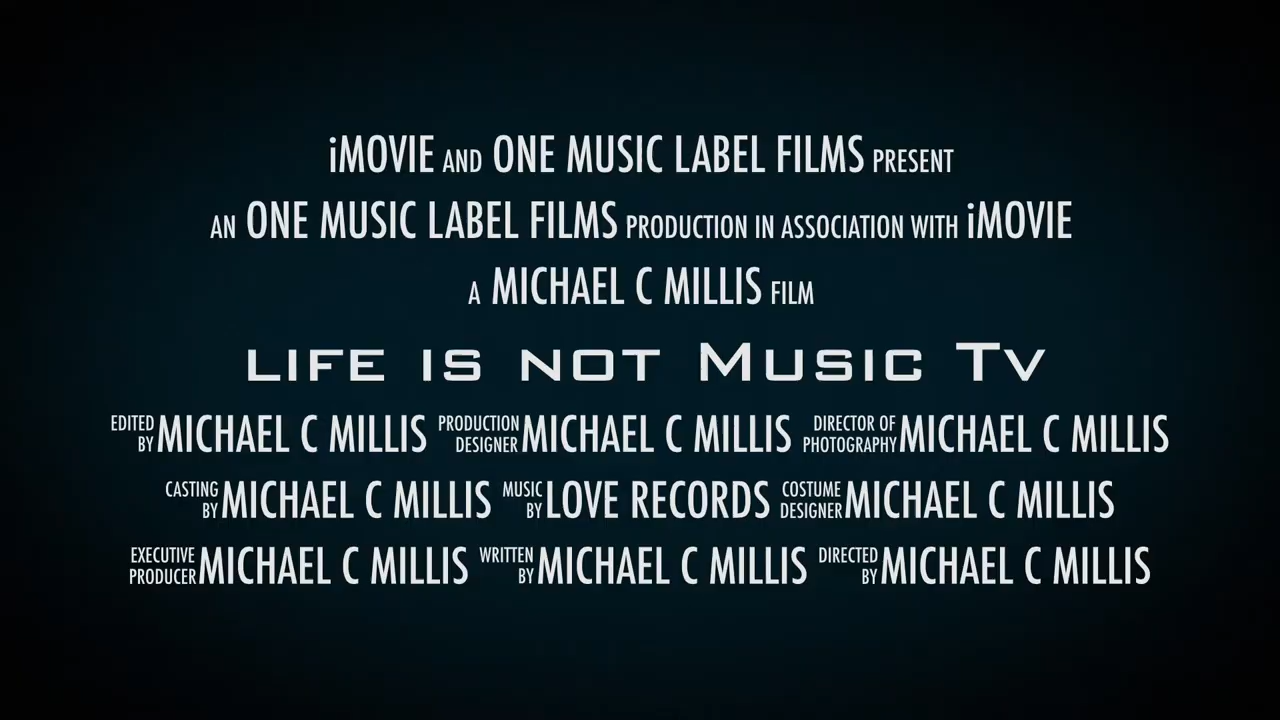 iMOVIE AND ONE MUSIC LABEL FILMS PRESENT
AN ONE MUSIC LABEL FILMS PRODUCTION IN ASSOCIATION WITH iMOVIE
A MICHAEL C MILLIS FILM
LIFE IS NOT MUSIC TV
EDITED BY MICHAEL C MILLIS PRODUCTION DESIGNER MICHAEL C MILLIS DIRECTOR OF PHOTOGRAPHY MICHAEL C MILLIS
CASTING BY MICHAEL C MILLIS MUSIC BY LOVE RECORDS COSTUME DESIGNER MICHAEL C MILLIS
EXECUTIVE PRODUCER MICHAEL C MILLIS WRITTEN BY MICHAEL C MILLIS DIRECTED BY MICHAEL C MILLIS